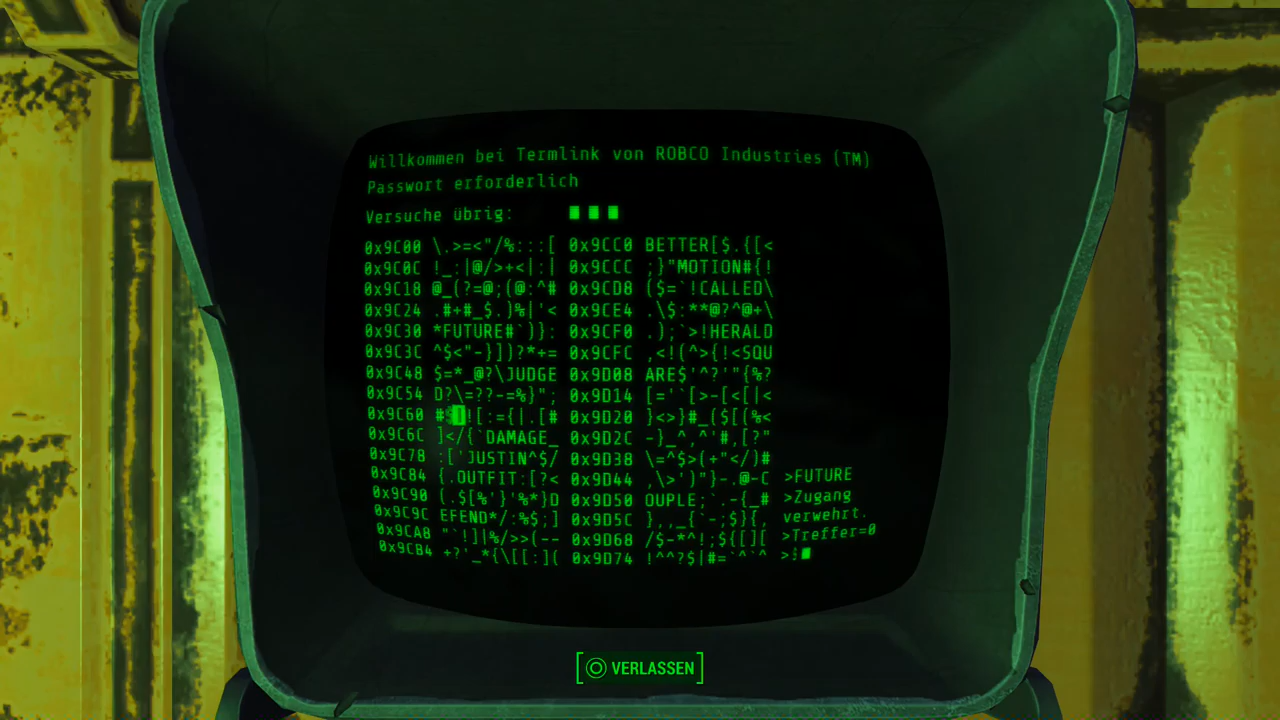 Willkommen bei Termlink von ROBCO Industries (TM)
Passwort erforderlich
Versuche übrig: ■ ■ ■
0x9C00 \.>=<"/%:::[ 0x9CC0 BETTER[$.{[<
0x9C0C !_:|@/>+<|:| 0x9CCC ;}"MOTION#{!
0x9C18 @_(?=@;(@:^# 0x9CD8 ($=`!CALLED\
0x9C24 .#+#_$.)%|'< 0x9CE4 .\$:**@?^@+\
0x9C30 *FUTURE#`)}: 0x9CF0 .);`>!HERALD
0x9C3C ^$<"-}])?*+= 0x9CFC ,<!(^>{!<SQU
0x9C48 $=*_@?\JUDGE 0x9D08 ARE$'^?'"{%?
0x9C54 D?\=??-=%}"; 0x9D14 [='`[>-[<[|<
0x9C60 #$![:={|.[# 0x9D20 }<>}#_($[(%<
0x9C6C ]</{`DAMAGE_ 0x9D2C -}_^,^'#,[?"
0x9C78 :['JUSTIN^$/ 0x9D38 \=^$>(+"</)#
0x9C84 {.OUTFIT:[?< 0x9D44 ,\>')"}-.@-C
0x9C90 (.$[%'}'%*}D 0x9D50 OUPLE;`.-{_#
0x9C9C EFEND*/:%$;] 0x9D5C },,_{`-;$}{,
0x9CA8 "`!]|%/>>(-- 0x9D68 /$-*^!;${[][
0x9CB4 +?'_*{\[[:]( 0x9D74 !^^?$|#=`^`^
>FUTURE
>Zugang
verwehrt.
>Treffer=0
>
VERLASSEN